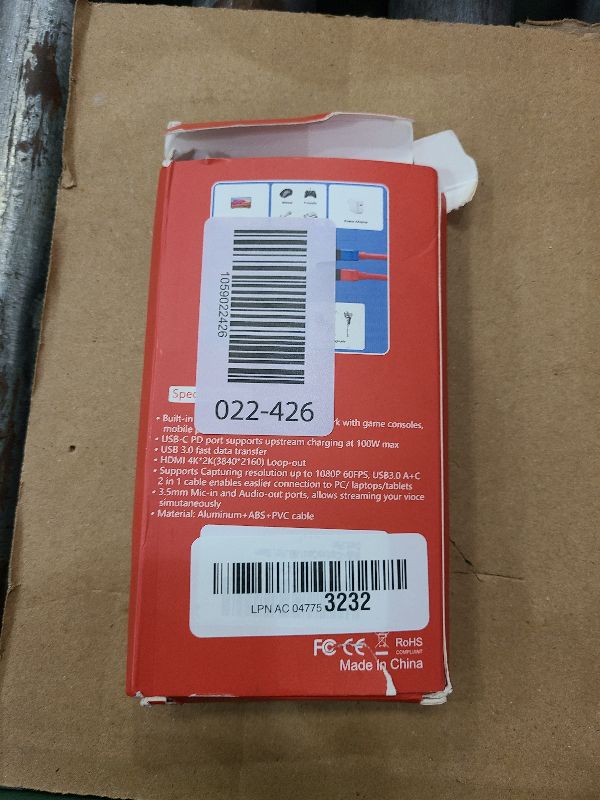 1059022426
022-426
Spec
• Built-in
rk with game consoles,
mobile
• USB-C PD port supports upstream charging at 100W max
• USB 3.0 fast data transfer
• HDMI 4K*2K(3840*2160) Loop-out
• Supports Capturing resolution up to 1080P 60FPS, USB3.0 A+C
2 in 1 cable enables easier connection to PC/ laptops/tablets
• 3.5mm Mic-in and Audio-out ports, allows streaming your vioce
simutaneously
• Material: Aluminum+ABS+PVC cable
LPN AC 04775 3232
FC CE RoHS
COMPLIANT
Made In China